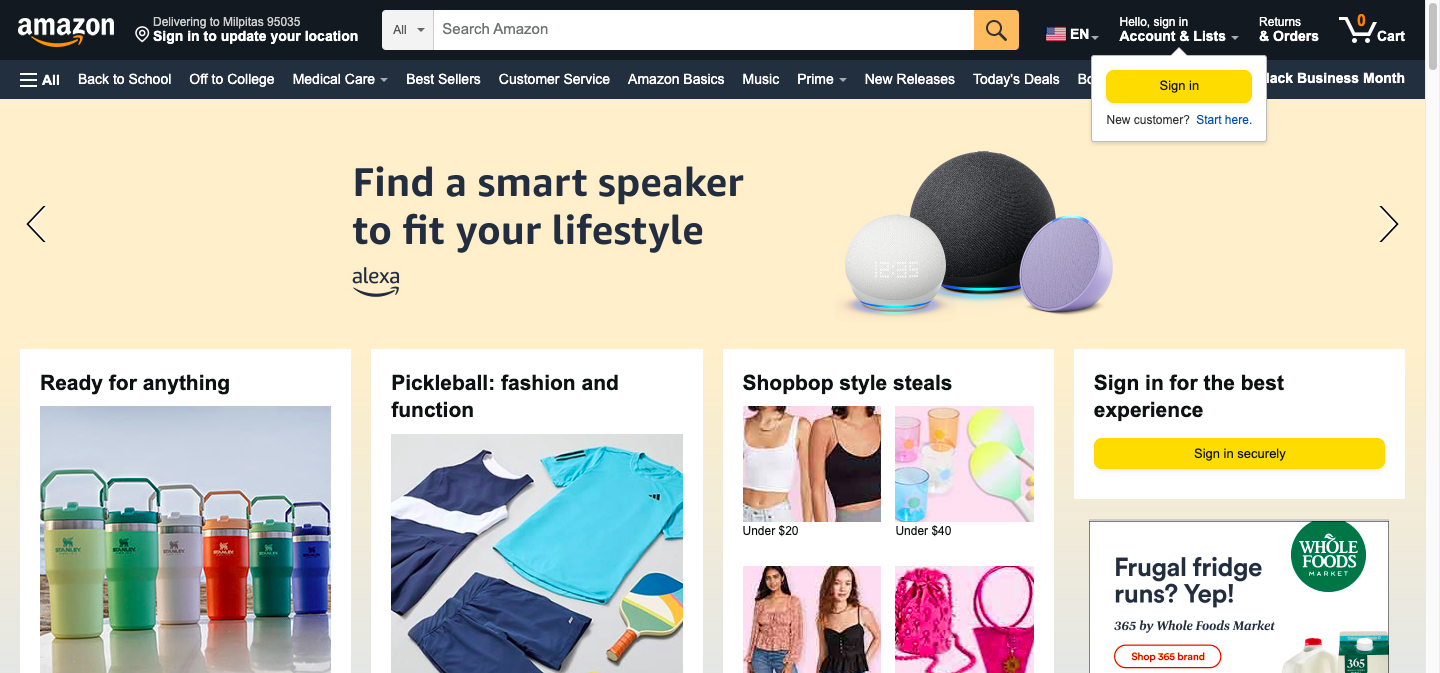 amazon
Delivering to Milpitas 95035
Sign in to update your location
All
Search Amazon
EN
Hello, sign in
Account & Lists
Returns
& Orders
0
Cart
All
Back to School
Off to College
Medical Care
Best Sellers
Customer Service
Amazon Basics
Music
Prime
New Releases
Today's Deals
Bo
lack Business Month
Sign in
New customer? Start here.
Find a smart speaker
to fit your lifestyle
alexa
12:35
Ready for anything
STANLEY
STANLEY
STANLEY
STANLEY
STANLEY
STANLEY
Pickleball: fashion and
function
Shopbop style steals
Under $20
Under $40
Sign in for the best
experience
Sign in securely
WHOLE
FOODS
MARKET
Frugal fridge
runs? Yep!
365 by Whole Foods Market
Shop 365 brand
365